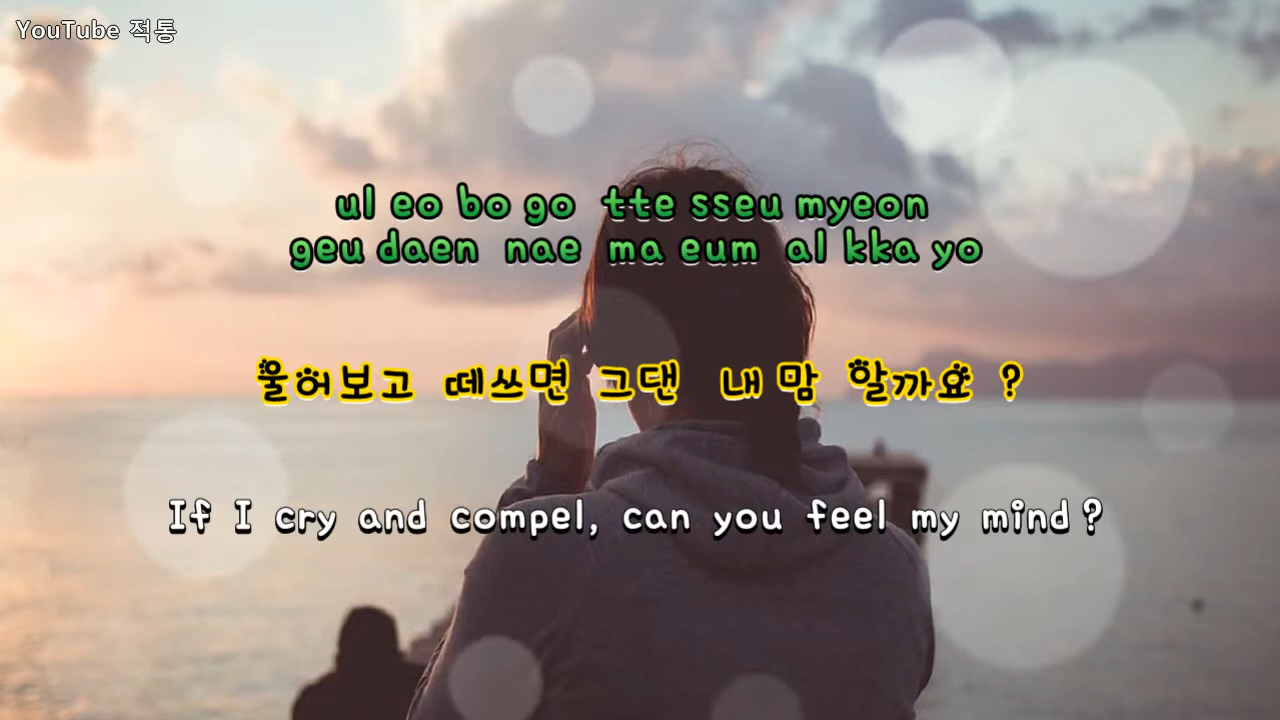 YouTube 적통
ul eo bo go tte sseu myeon
geu daen nae ma eum al kka yo
울어보고 떼쓰면 그댄 내 맘 알까요 ?
If I cry and compel, can you feel my mind ?